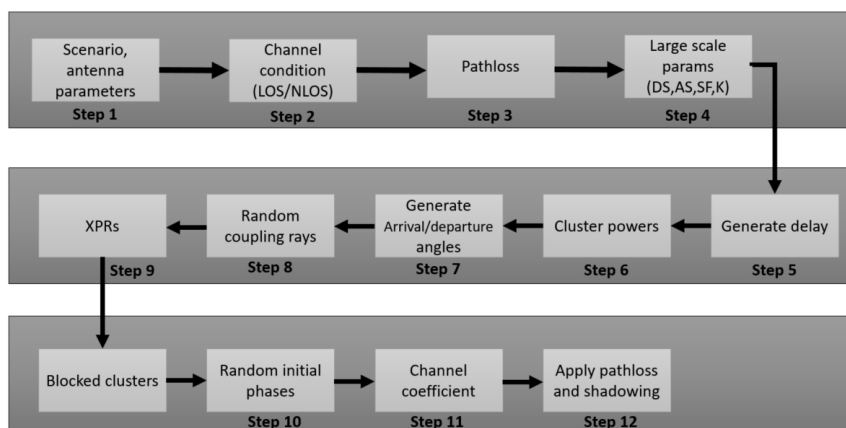 Scenario,
antenna
parameters
Step 1
Channel
condition
(LOS/NLOS)
Step 2
Pathloss
Step 3
Large scale
params
(DS,AS,SF,K)
Step 4
Generate delay
Step 5
Cluster powers
Step 6
Generate
Arrival/departure
angles
Step 7
Random
coupling rays
Step 8
XPRs
Step 9
Blocked clusters
Random initial
phases
Step 10
Channel
coefficient
Step 11
Apply pathloss
and shadowing
Step 12